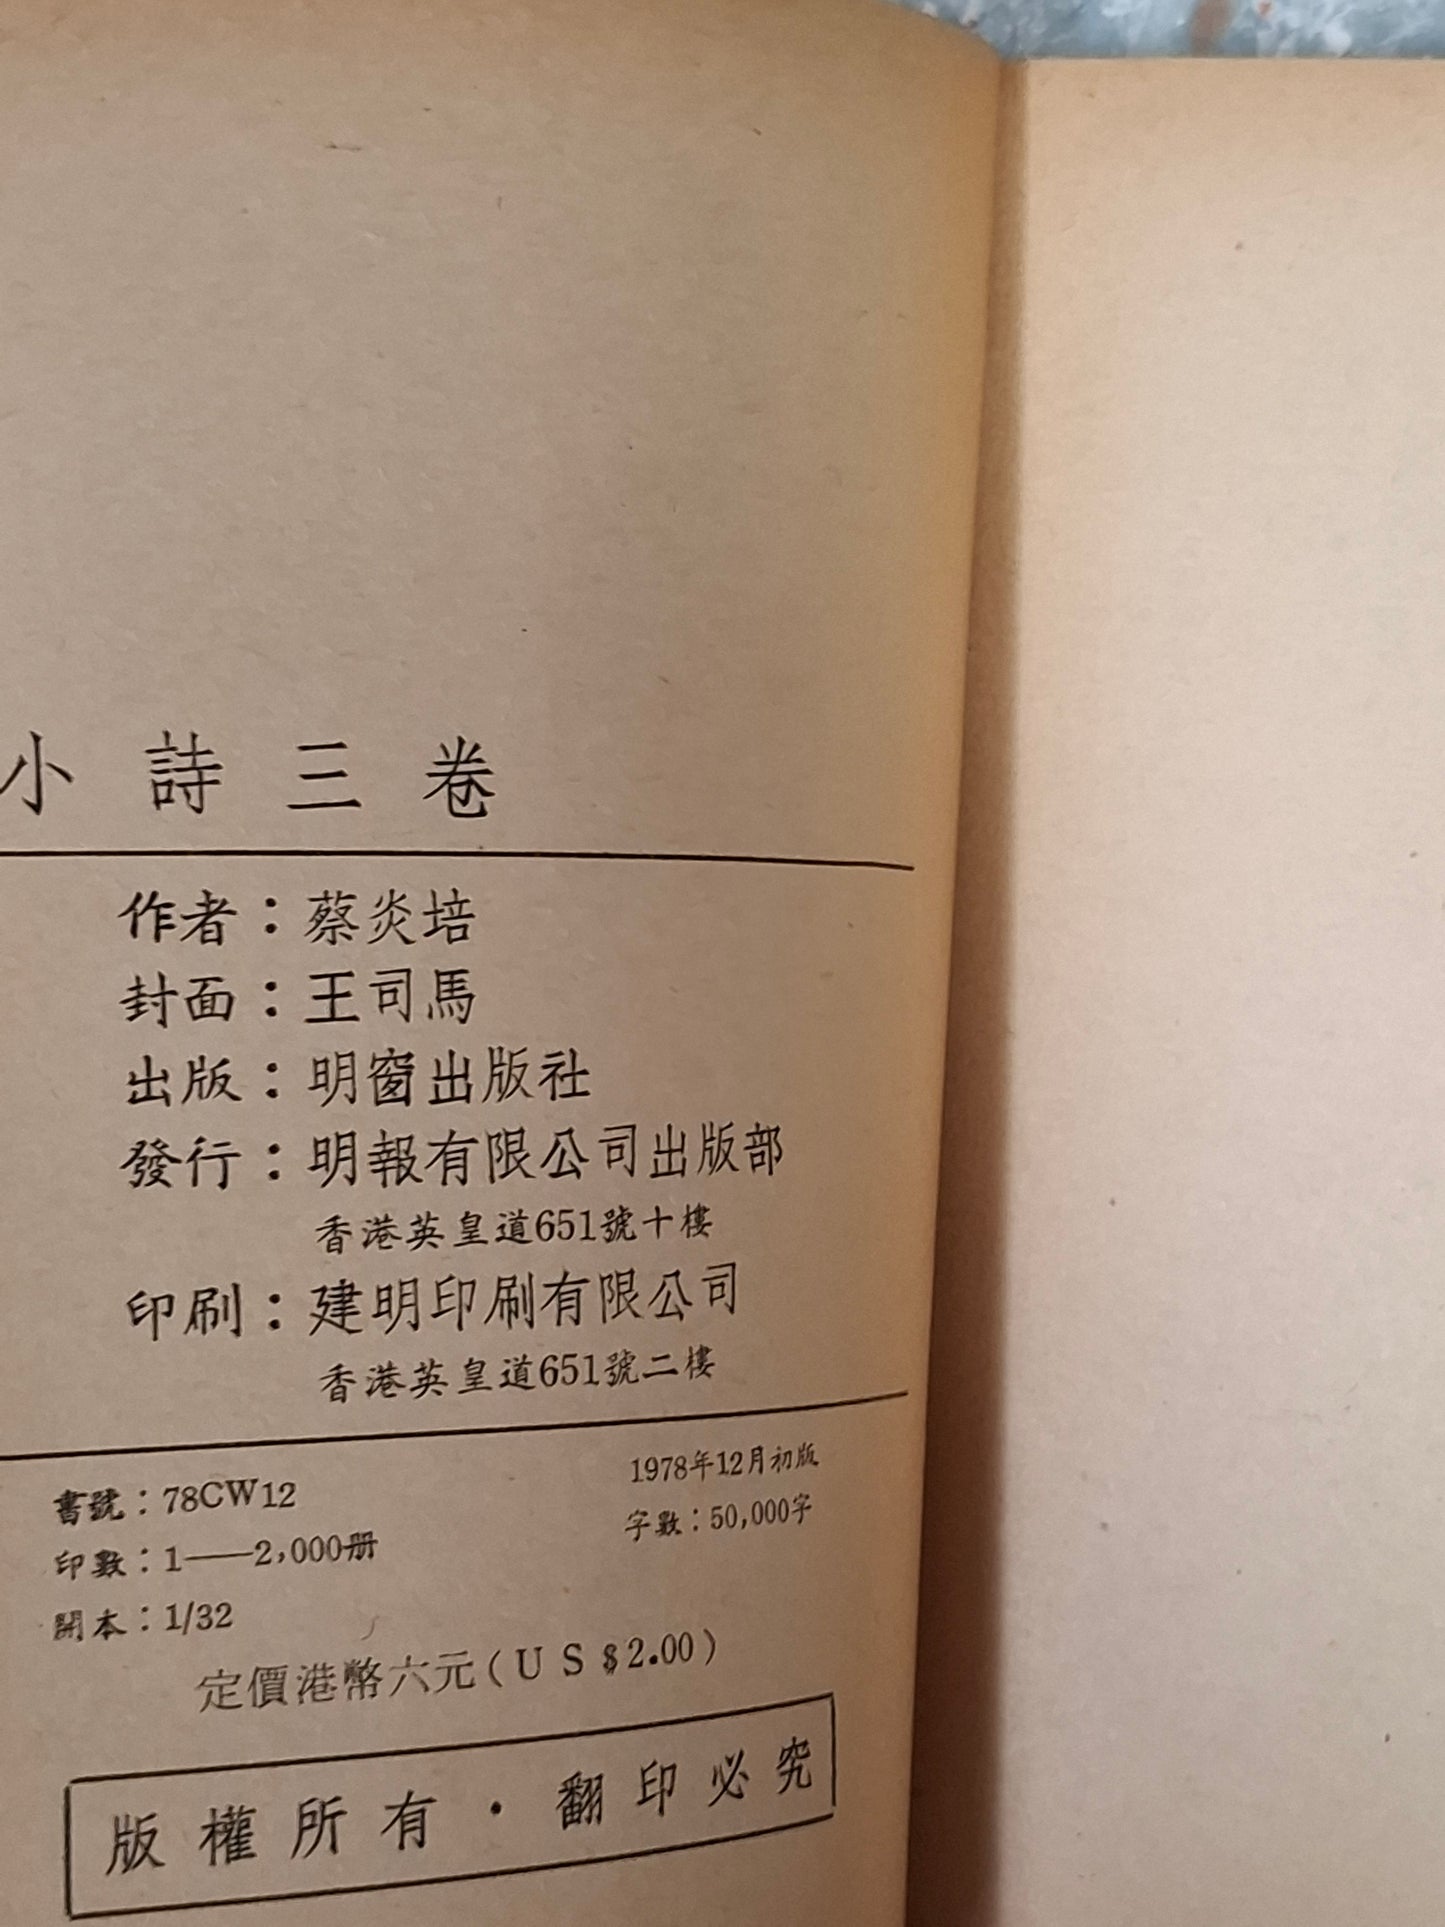 小詩三卷
作者：蔡炎培
封面：王司馬
出版：明窗出版社
發行：明報有限公司出版部
香港英皇道651號十樓
印刷：建明印刷有限公司
香港英皇道651號二樓
書號：78CW12
1978年12月初版
印數：1——2,000册
字數：50,000字
開本：1/32
定價港幣六元（US$2.00）
版權所有·翻印必究